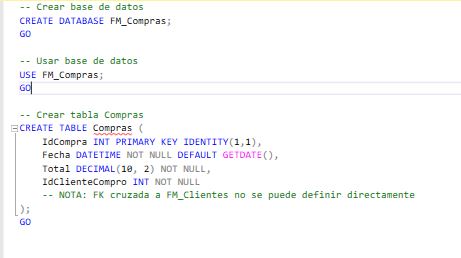 -- Crear base de datos
CREATE DATABASE FM_Compras;
GO
-- Usar base de datos
USE FM_Compras;
GO
-- Crear tabla Compras
CREATE TABLE Compras (
IdCompra INT PRIMARY KEY IDENTITY(1,1),
Fecha DATETIME NOT NULL DEFAULT GETDATE(),
Total DECIMAL(10, 2) NOT NULL,
IdClienteCompro INT NOT NULL
-- NOTA: FK cruzada a FM_Clientes no se puede definir directamente
);
GO